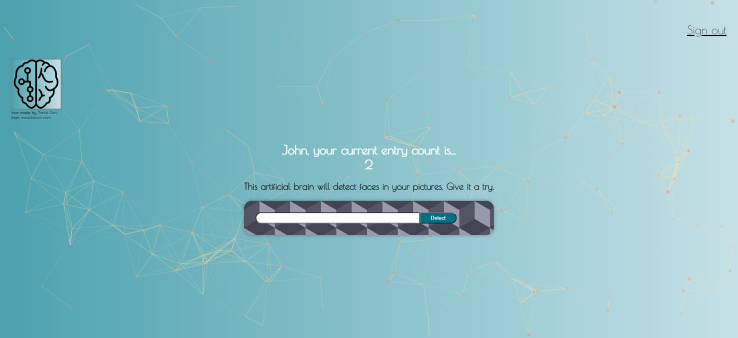 Sign out
John, your current entry count is...
2
This artificial brain will detect faces in your pictures. Give it a try.
Detect